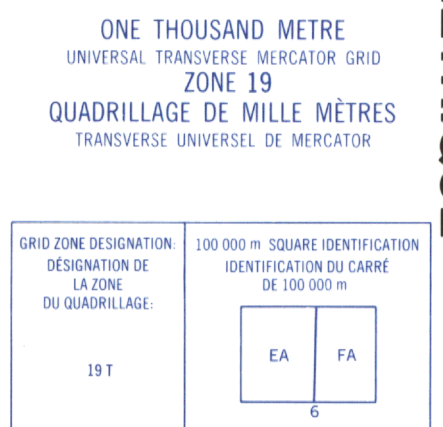 ONE THOUSAND METRE
UNIVERSAL TRANSVERSE MERCATOR GRID
ZONE 19
QUADRILLAGE DE MILLE MÈTRES
TRANSVERSE UNIVERSEL DE MERCATOR
GRID ZONE DESIGNATION:
DÉSIGNATION DE
LA ZONE
DU QUADRILLAGE:
19 T
100 000 m SQUARE IDENTIFICATION
IDENTIFICATION DU CARRÉ
DE 100 000 m
EA FA
6